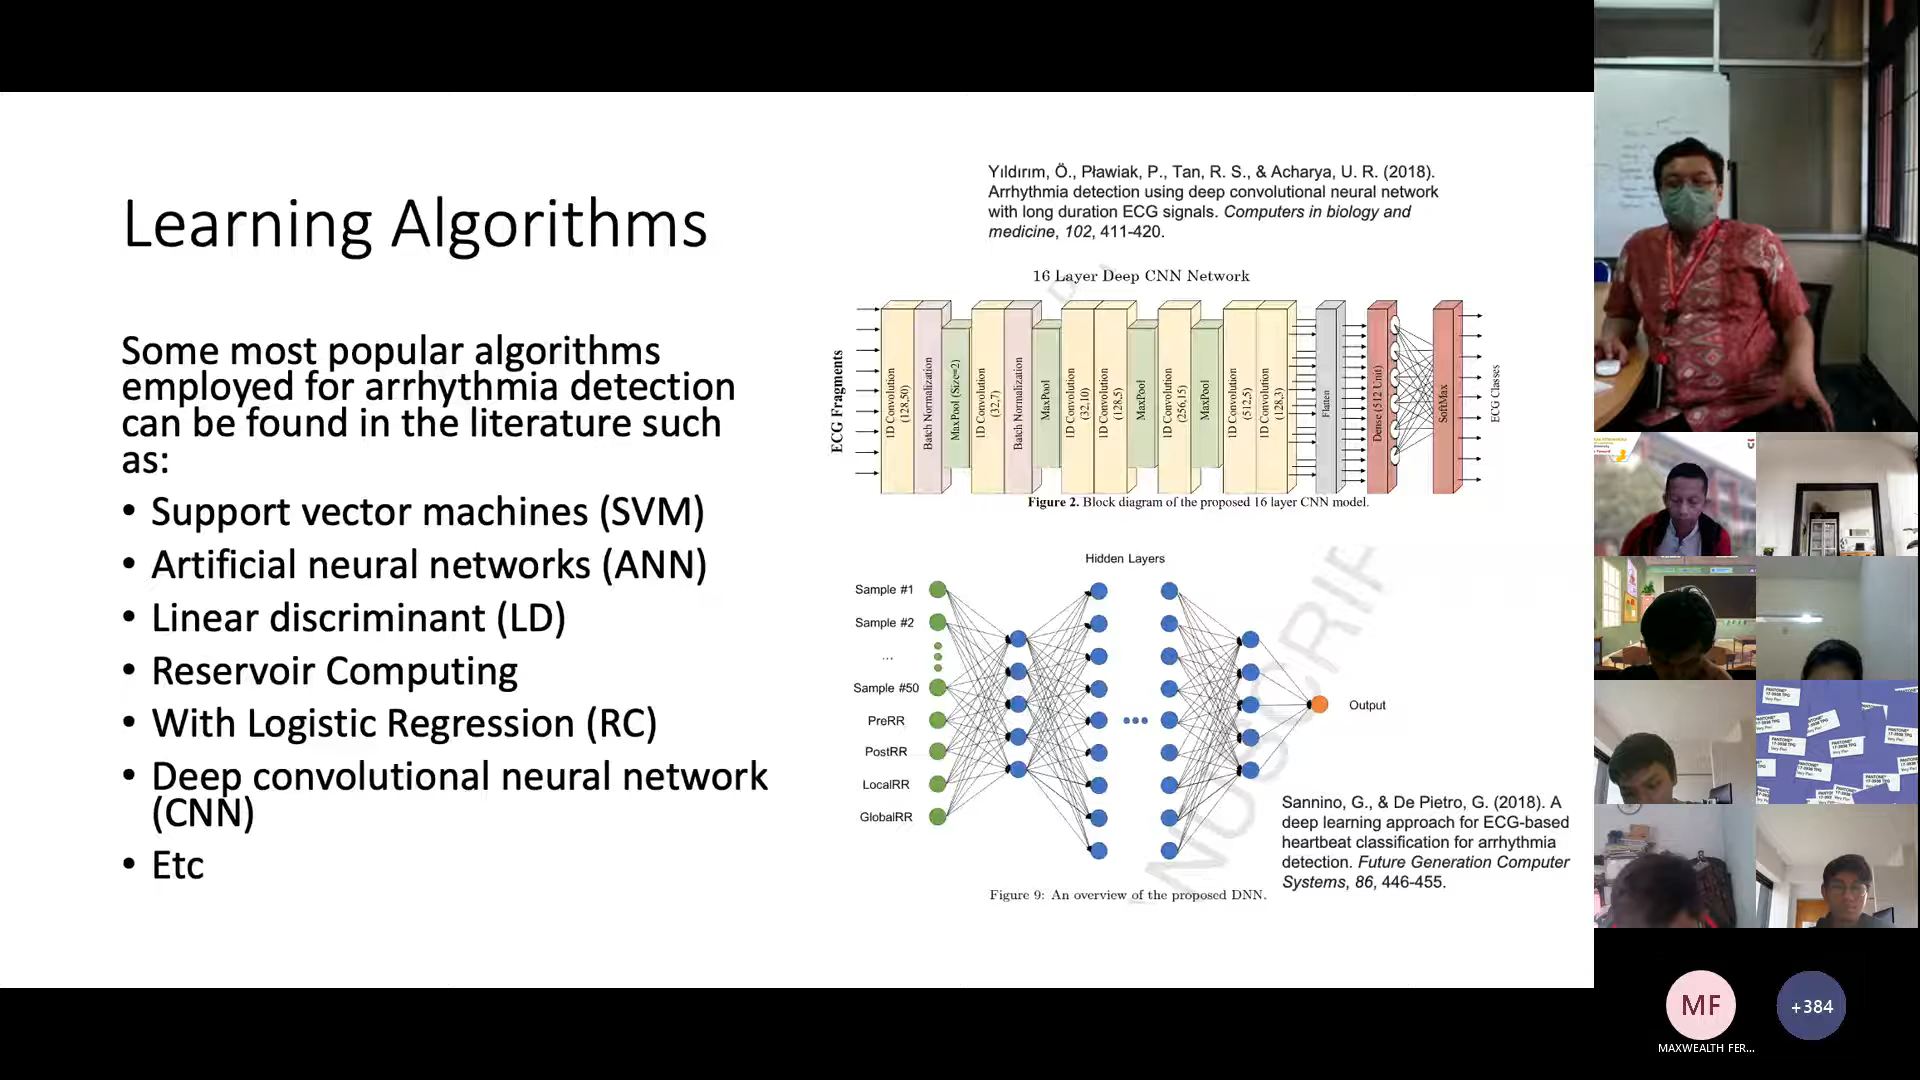 Learning Algorithms
Some most popular algorithms
employed for arrhythmia detection
can be found in the literature such
as:
• Support vector machines (SVM)
• Artificial neural networks (ANN)
• Linear discriminant (LD)
• Reservoir Computing
• With Logistic Regression (RC)
• Deep convolutional neural network
(CNN)
• Etc
Yıldırım, Ö., Pławiak, P., Tan, R. S., & Acharya, U. R. (2018).
Arrhythmia detection using deep convolutional neural network
with long duration ECG signals. Computers in biology and
medicine, 102, 411-420.
16 Layer Deep CNN Network
ECG Fragments
1D Convolution
(128,50)
Batch Normalization
MaxPool (Size=2)
1D Convolution
(32,7)
Batch Normalization
MaxPool
1D Convolution
(32,10)
1D Convolution
(128,5)
MaxPool
1D Convolution
(256,15)
MaxPool
1D Convolution
(512,5)
1D Convolution
(128,3)
Flatten
Dense (512 Unit)
SoftMax
ECG Classes
Figure 2. Block diagram of the proposed 16 layer CNN model.
Hidden Layers
Sample #1
Sample #2
...
Sample #50
PreRR
PostRR
LocalRR
GlobalRR
Output
Figure 9: An overview of the proposed DNN.
Sannino, G., & De Pietro, G. (2018). A
deep learning approach for ECG-based
heartbeat classification for arrhythmia
detection. Future Generation Computer
Systems, 86, 446-455.
MF
+384
MAXWEALTH FER...